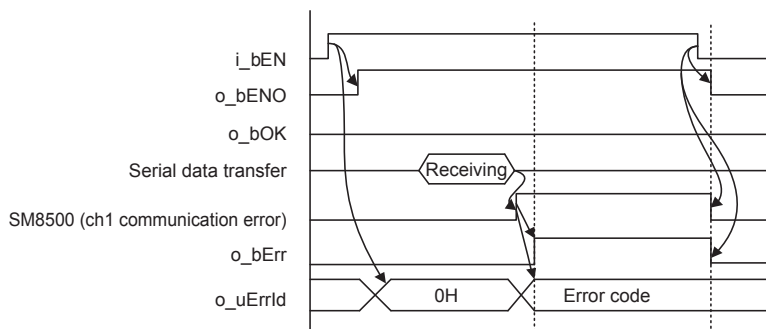 i_bEN
o_bENO
o_bOK
Serial data transfer
Receiving
SM8500 (ch1 communication error)
o_bErr
o_uErrId
0H
Error code